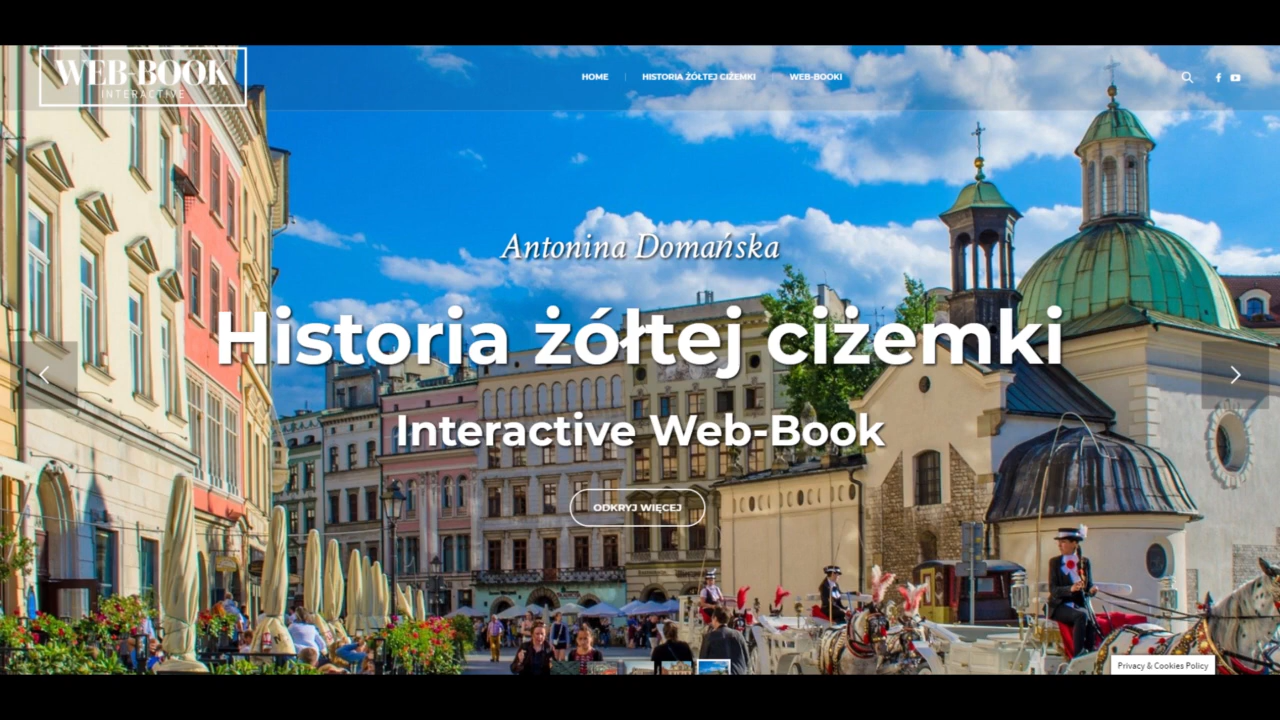 WEB-BOOK
INTERACTIVE
HOME
HISTORIA ŻÓŁTEJ CIŻEMKI
WEB-BOOKI
Antonina Domańska
Historia żółtej ciżemki
Interactive Web-Book
ODKRYJ WIĘCEJ
Privacy & Cookies Policy